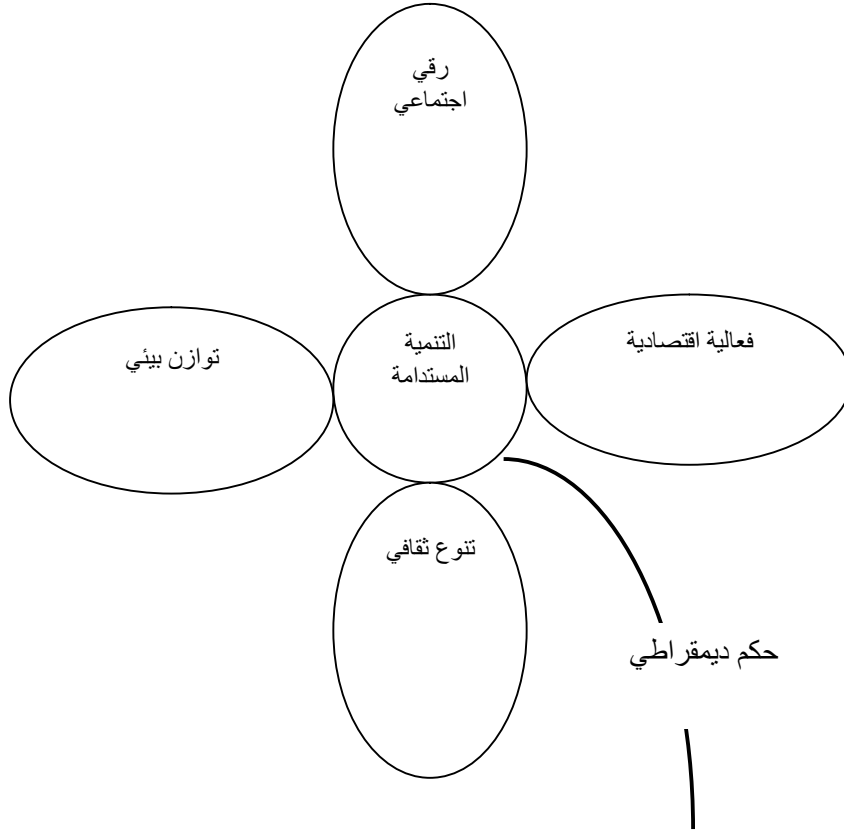 رقي
اجتماعي
فعالية اقتصادية
التنمية
المستدامة
توازن بيئي
تنوع ثقافي
حكم ديمقراطي